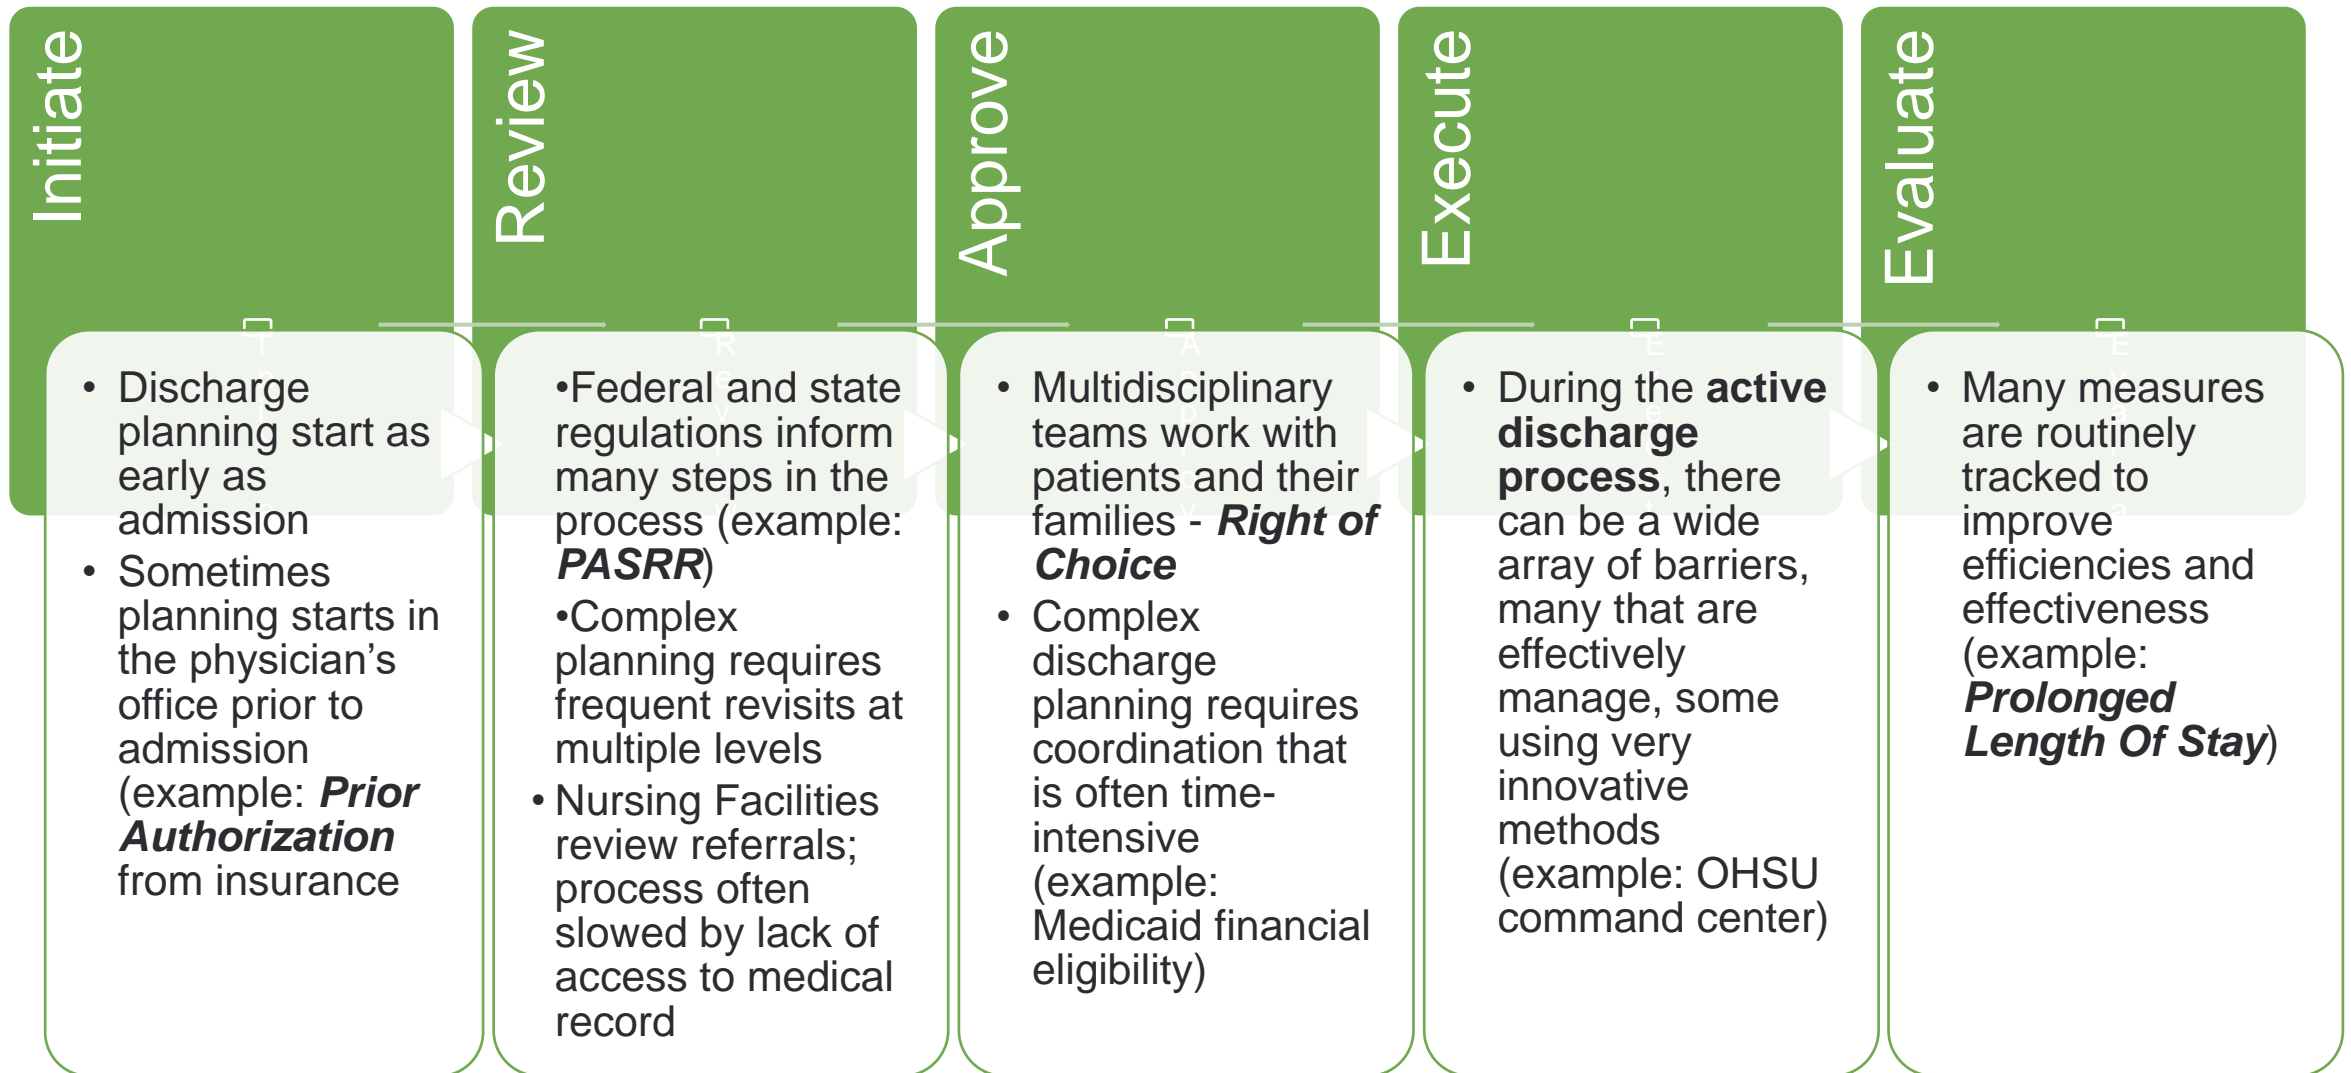 Initiate
• Discharge
planning start as
early as
admission
• Sometimes
planning starts in
the physician’s
office prior to
admission
(example: Prior
Authorization
from insurance
Review
•Federal and state
regulations inform
many steps in the
process (example:
PASRR)
•Complex
planning requires
frequent revisits at
multiple levels
• Nursing Facilities
review referrals;
process often
slowed by lack of
access to medical
record
Approve
• Multidisciplinary
teams work with
patients and their
families - Right of
Choice
• Complex
discharge
planning requires
coordination that
is often time-
intensive
(example:
Medicaid financial
eligibility)
Execute
• During the active
discharge
process, there
can be a wide
array of barriers,
many that are
effectively
manage, some
using very
innovative
methods
(example: OHSU
command center)
Evaluate
• Many measures
are routinely
tracked to
improve
efficiencies and
effectiveness
(example:
Prolonged
Length Of Stay)